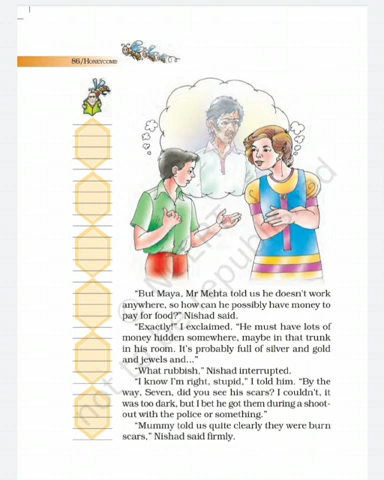 86/HONEYCOMB
"But Maya, Mr Mehta told us he doesn't work
anywhere, so how can he possibly have money to
pay for food?" Nishad said.
"Exactly!" I exclaimed. "He must have lots of
money hidden somewhere, maybe in that trunk
in his room. It's probably full of silver and gold
and jewels and..."
"What rubbish," Nishad interrupted.
"I know I'm right, stupid," I told him. "By the
way, Seven, did you see his scars? I couldn't, it
was too dark, but I bet he got them during a shoot-
out with the police or something."
"Mummy told us quite clearly they were burn
scars," Nishad said firmly.